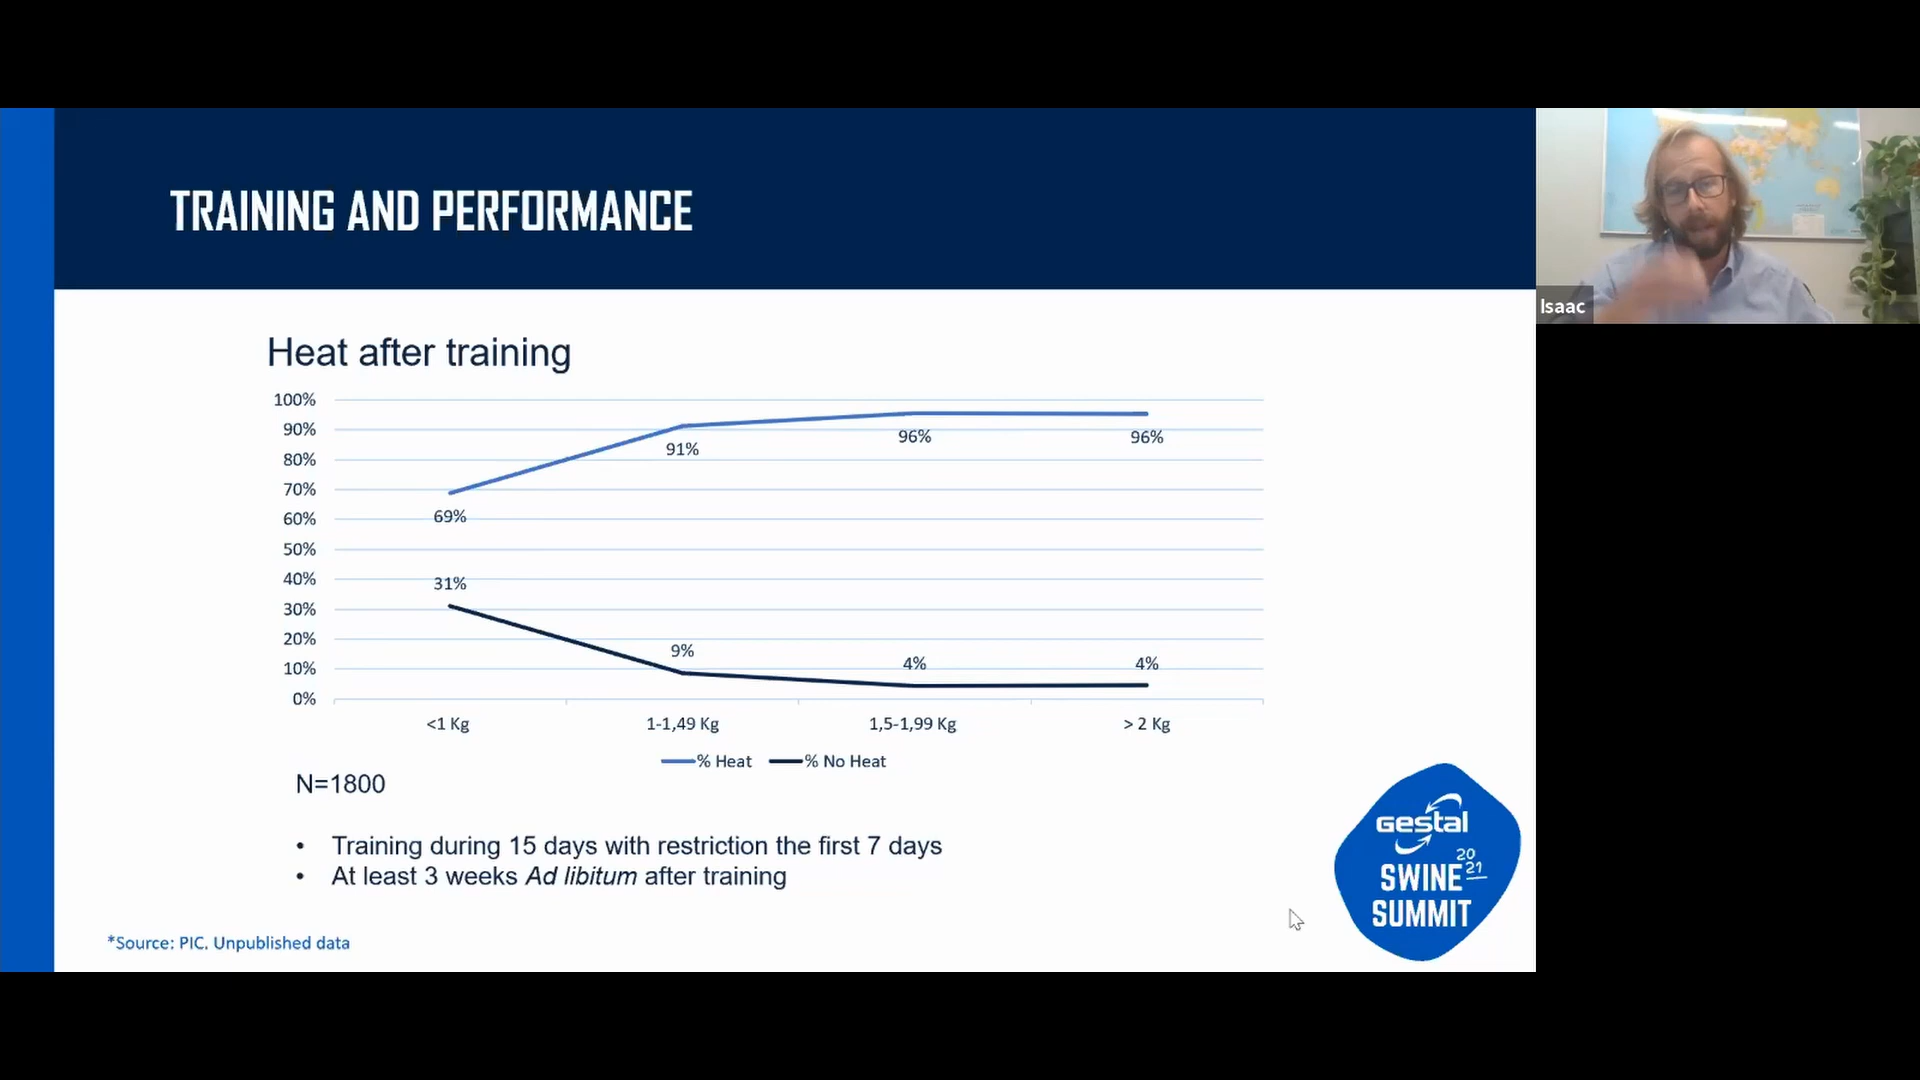 TRAINING AND PERFORMANCE
Isaac
Heat after training
100%
90%
80%
70%
60%
50%
40%
30%
20%
10%
0%
69%
91%
96%
96%
31%
9%
4%
4%
<1 Kg
1-1,49 Kg
1,5-1,99 Kg
> 2 Kg
% Heat
% No Heat
N=1800
• Training during 15 days with restriction the first 7 days
• At least 3 weeks Ad libitum after training
*Source: PIC. Unpublished data
Gestal
SWINE 2021
SUMMIT